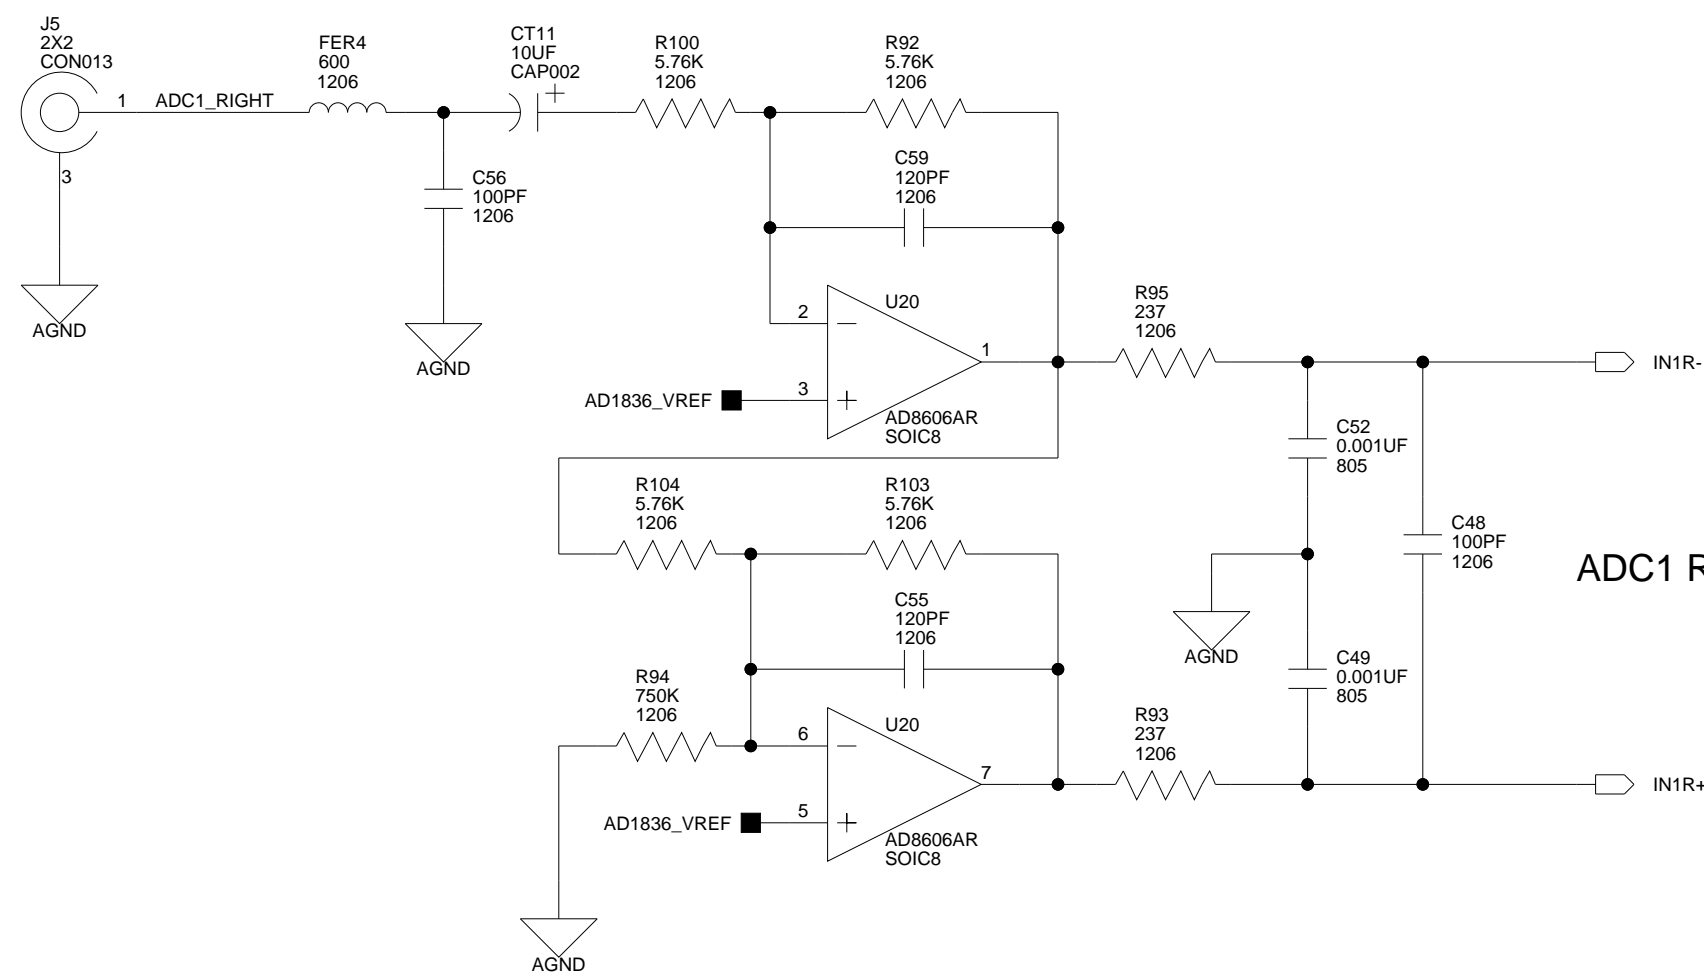 J5
2X2
CON013
1
ADC1_RIGHT
3
AGND
FER4
600
1206
C56
100PF
1206
AGND
CT11
10UF
CAP002
+
R100
5.76K
1206
R92
5.76K
1206
C59
120PF
1206
U20
2
1
3
AD1836_VREF
AD8606AR
SOIC8
R95
237
1206
IN1R-
C52
0.001UF
805
C48
100PF
1206
ADC1 R
AGND
R104
5.76K
1206
R103
5.76K
1206
C55
120PF
1206
R94
750K
1206
U20
6
7
5
AD1836_VREF
AD8606AR
SOIC8
AGND
C49
0.001UF
805
R93
237
1206
IN1R+